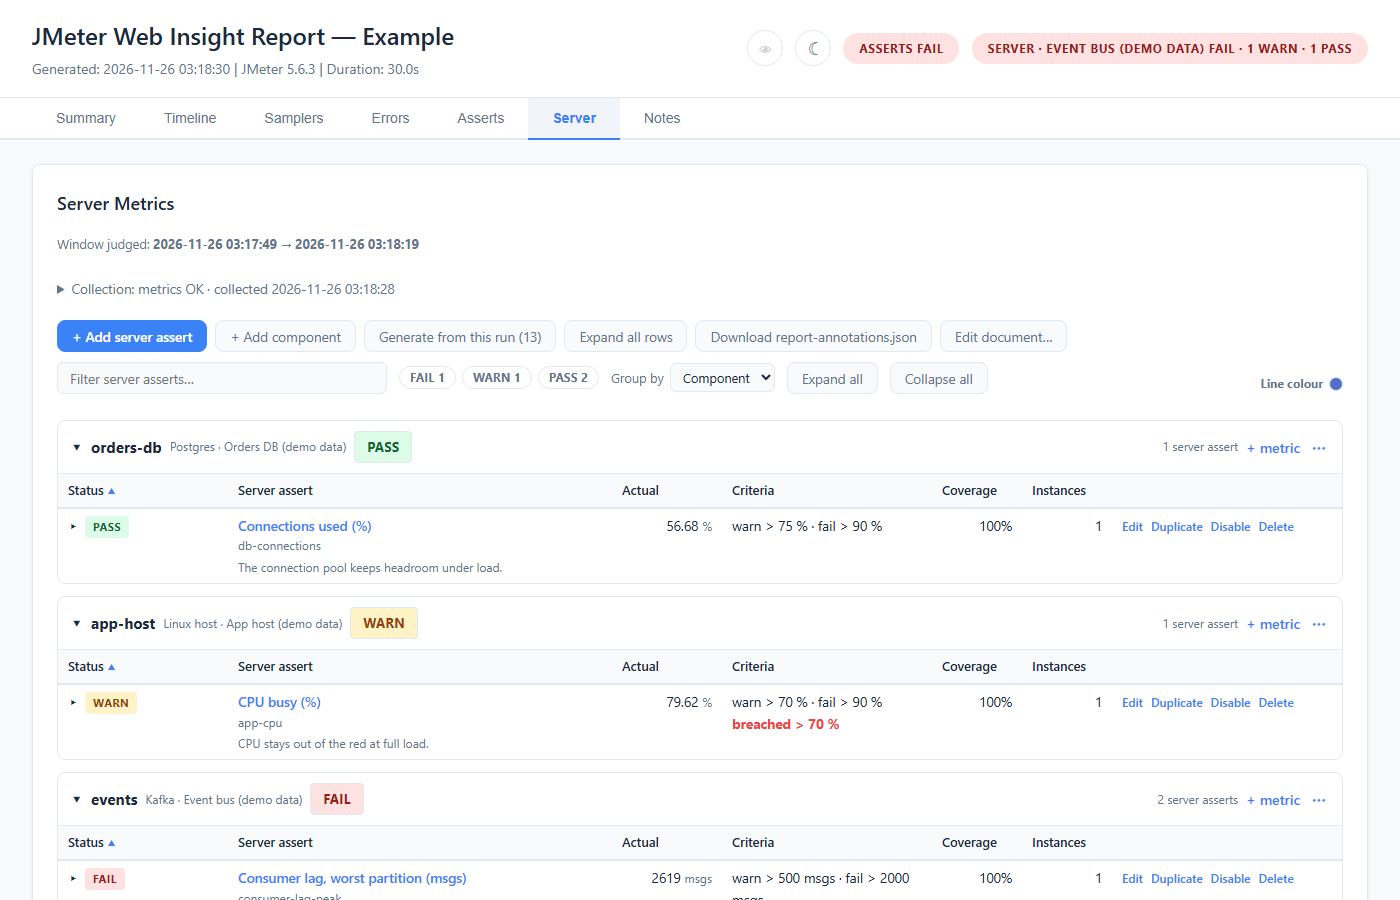 JMeter Web Insight Report — Example
Generated: 2026-11-26 03:18:30 | JMeter 5.6.3 | Duration: 30.0s
ASSERTS FAIL
SERVER · EVENT BUS (DEMO DATA) FAIL · 1 WARN · 1 PASS
Summary Timeline Samplers Errors Asserts Server Notes
Server Metrics
Window judged: 2026-11-26 03:17:49 → 2026-11-26 03:18:19
▶ Collection: metrics OK · collected 2026-11-26 03:18:28
+ Add server assert + Add component Generate from this run (13) Expand all rows Download report-annotations.json Edit document...
Filter server asserts... FAIL 1 WARN 1 PASS 2 Group by Component Expand all Collapse all Line colour
▼ orders-db Postgres · Orders DB (demo data) PASS 1 server assert + metric ···
Status ▲ Server assert Actual Criteria Coverage Instances
▸ PASS Connections used (%) 56.68 % warn > 75 % · fail > 90 % 100% 1 Edit Duplicate Disable Delete
db-connections
The connection pool keeps headroom under load.
▼ app-host Linux host · App host (demo data) WARN 1 server assert + metric ···
Status ▲ Server assert Actual Criteria Coverage Instances
▸ WARN CPU busy (%) 79.62 % warn > 70 % · fail > 90 % 100% 1 Edit Duplicate Disable Delete
app-cpu breached > 70 %
CPU stays out of the red at full load.
▼ events Kafka · Event bus (demo data) FAIL 2 server asserts + metric ···
Status ▲ Server assert Actual Criteria Coverage Instances
▸ FAIL Consumer lag, worst partition (msgs) 2619 msgs warn > 500 msgs · fail > 2000 100% 1 Edit Duplicate Disable Delete
consumer-lag-peak msgs